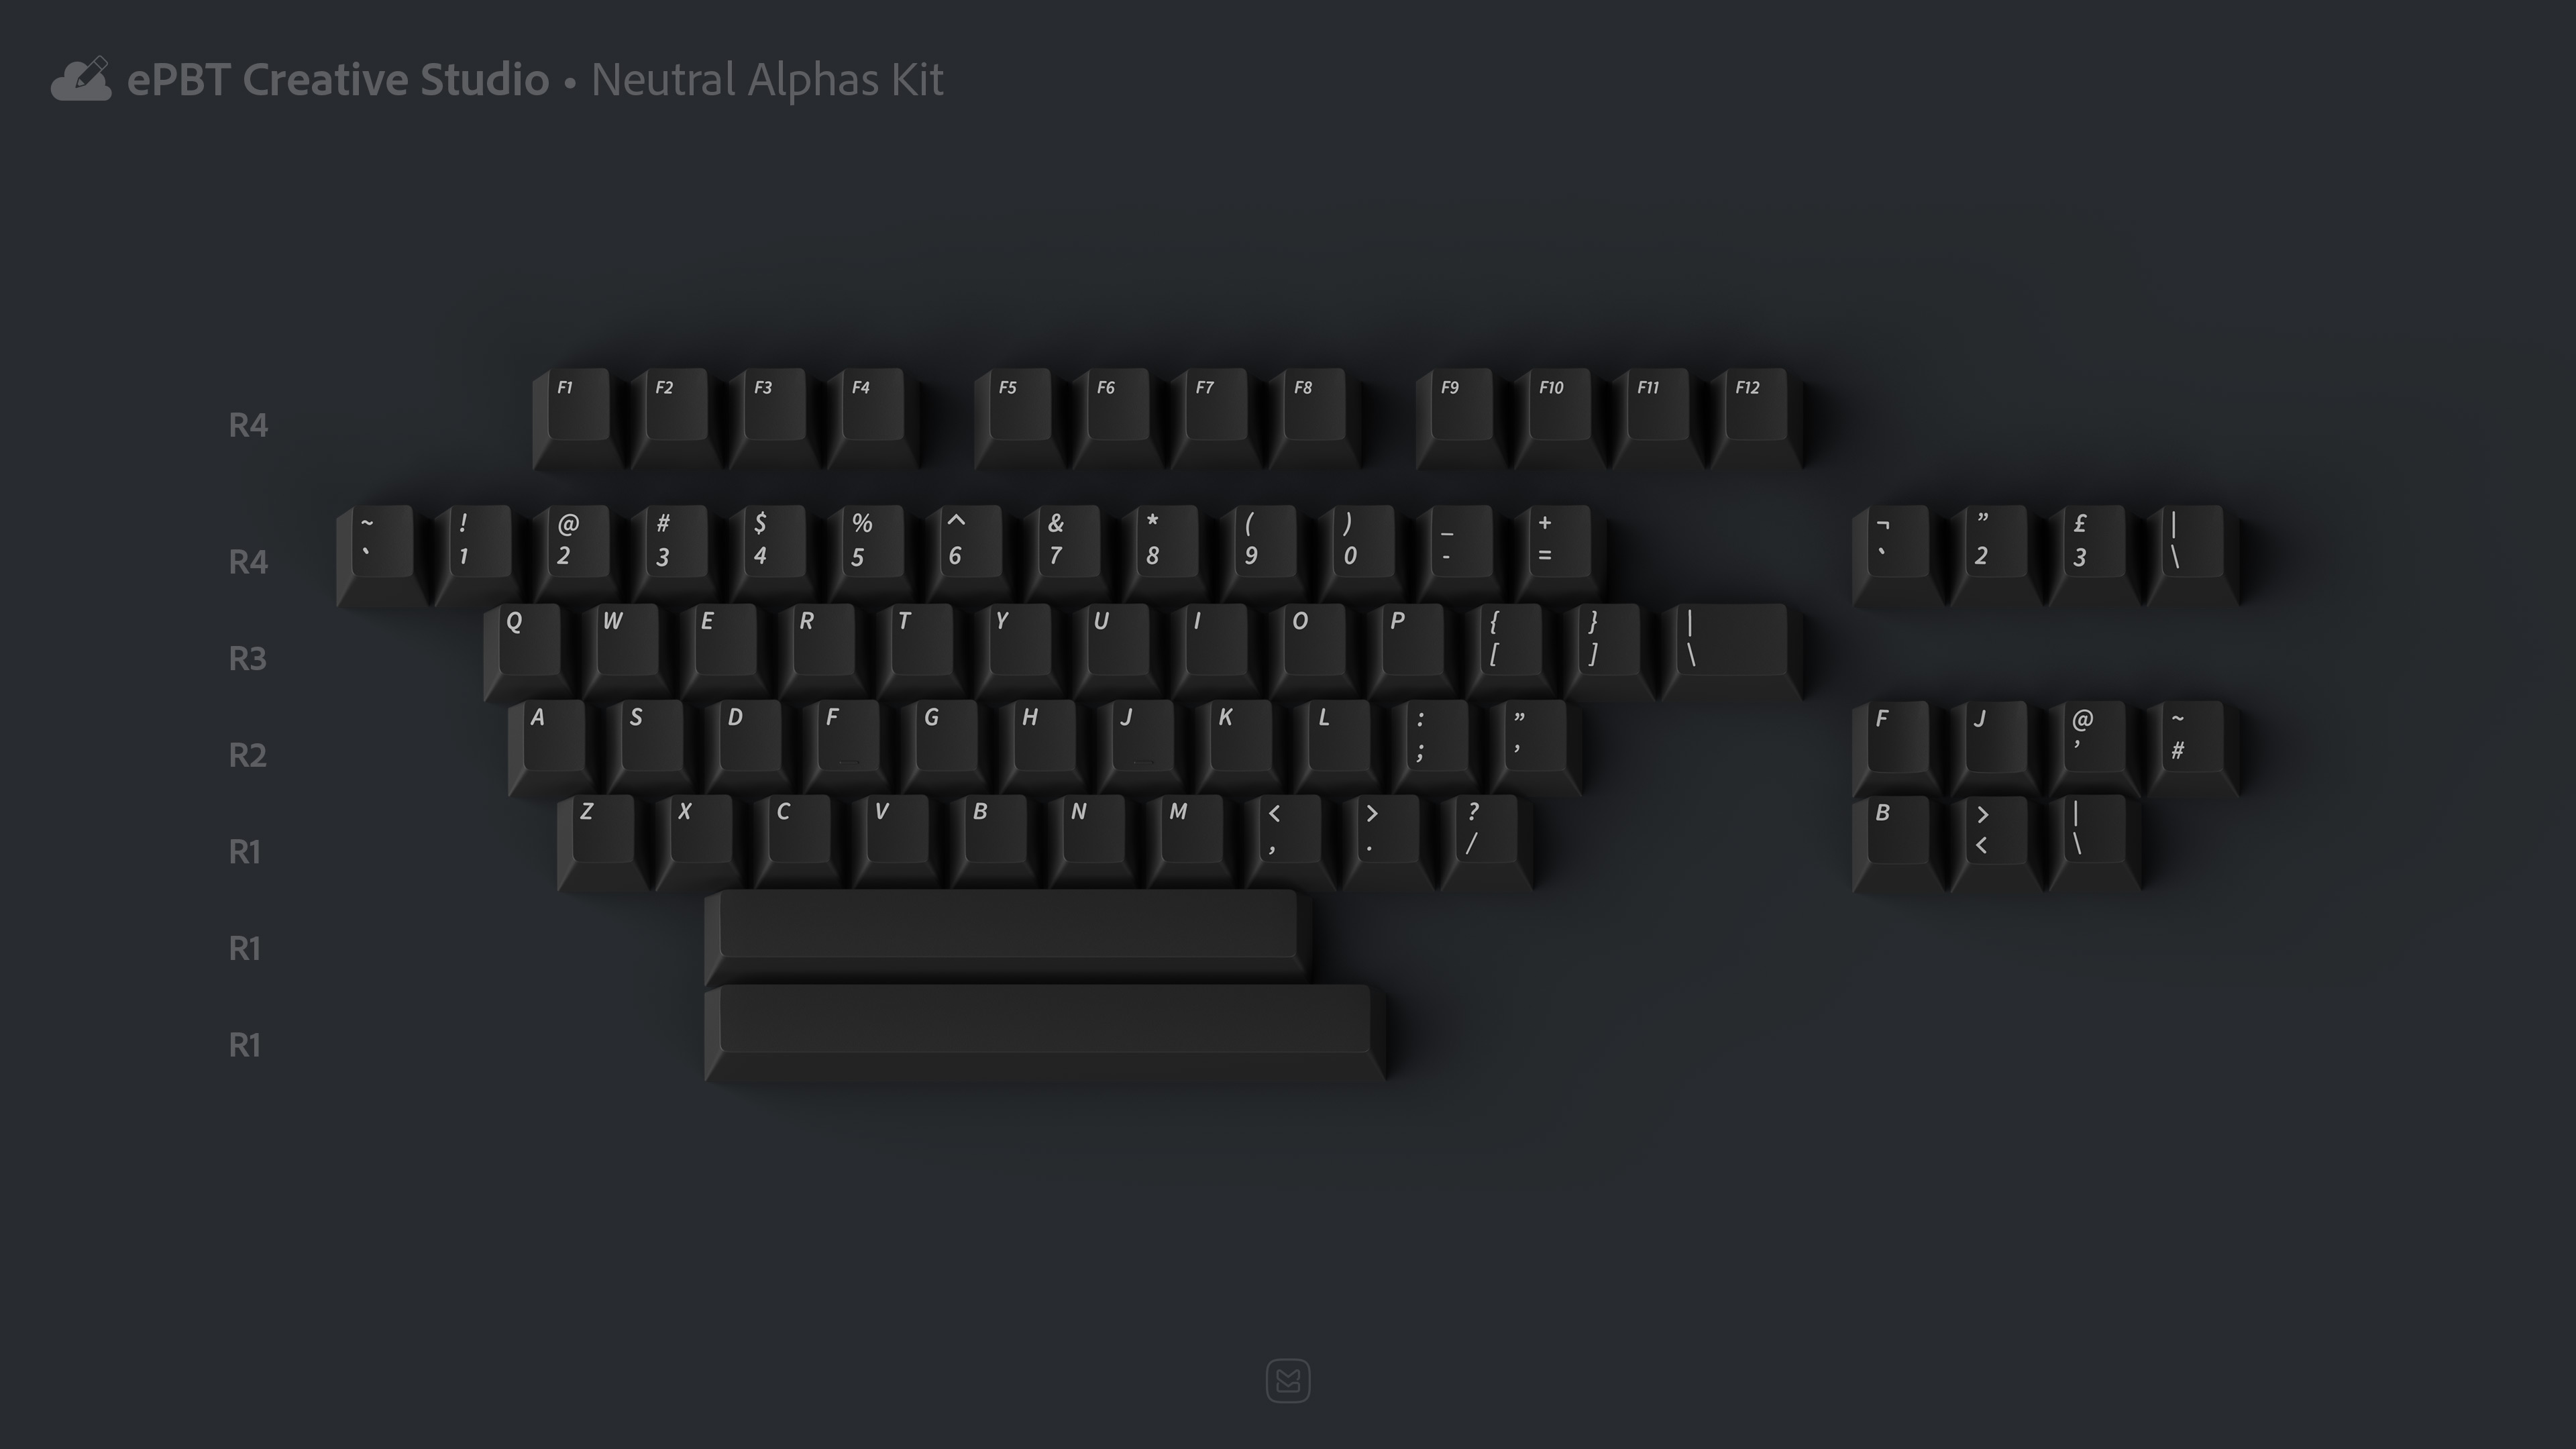 ePBT Creative Studio • Neutral Alphas Kit
R4 F1 F2 F3 F4 F5 F6 F7 F8 F9 F10 F11 F12
~ ! @ # $ % ^ & * ( ) _ + ¬ ” £ |
R4 ` 1 2 3 4 5 6 7 8 9 0 - = ` 2 3 \
Q W E R T Y U I O P { } |
R3 [ ] \
A S D F G H J K L : ” F J @ ~
R2 ; ’ ’ #
Z X C V B N M < > ? B > |
R1 , . / < \
R1
R1